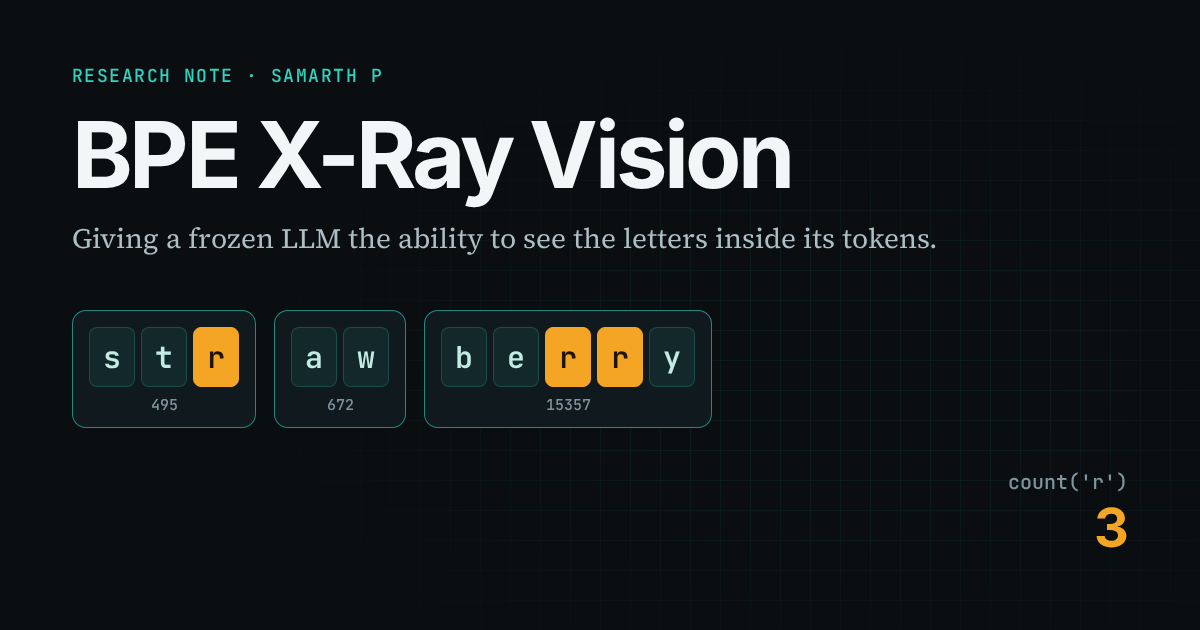 RESEARCH NOTE · SAMARTH P
BPE X-Ray Vision
Giving a frozen LLM the ability to see the letters inside its tokens.
s t r a w b e r r y
495 672 15357
count('r')
3